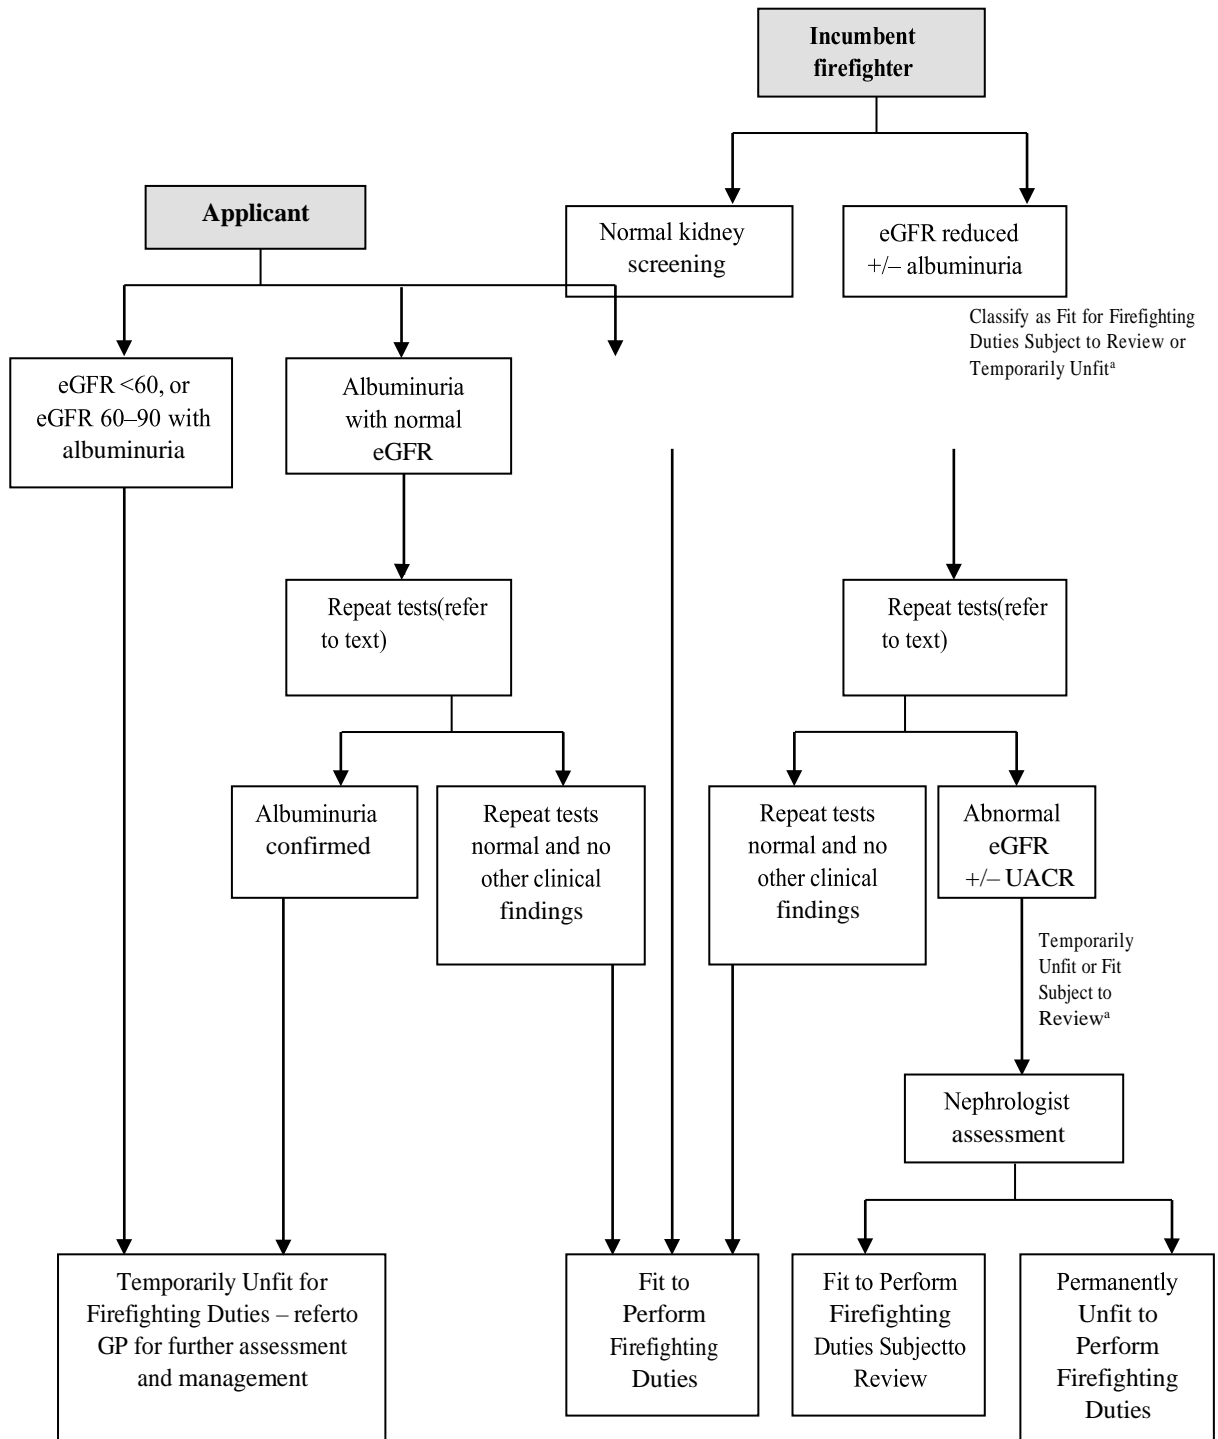 Incumbent
firefighter
Applicant
Normal kidney
screening
eGFR reduced
+/– albuminuria
Classify as Fit for Firefighting
Duties Subject to Review or
Temporarily Unfitᵃ
eGFR <60, or
eGFR 60–90 with
albuminuria
Albuminuria
with normal
eGFR
Repeat tests(refer
to text)
Repeat tests(refer
to text)
Albuminuria
confirmed
Repeat tests
normal and no
other clinical
findings
Repeat tests
normal and no
other clinical
findings
Abnormal
eGFR
+/– UACR
Temporarily
Unfit or Fit
Subject to
Reviewᵃ
Nephrologist
assessment
Temporarily Unfit for
Firefighting Duties – referto
GP for further assessment
and management
Fit to
Perform
Firefighting
Duties
Fit to Perform
Firefighting
Duties Subjectto
Review
Permanently
Unfit to
Perform
Firefighting
Duties